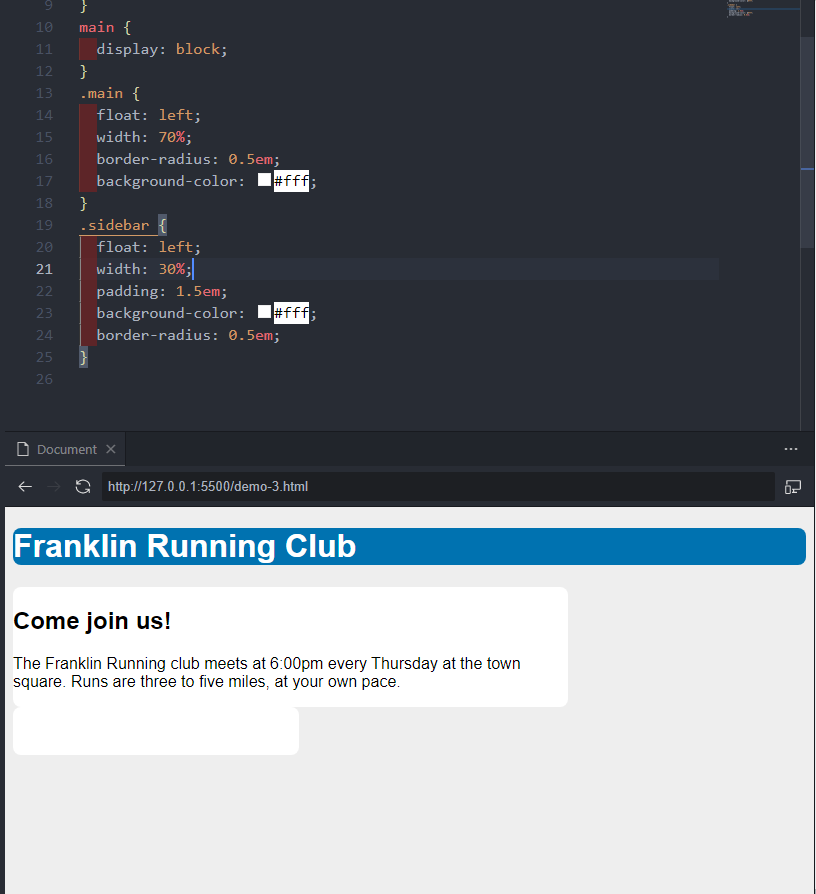 9 }
10 main {
11 display: block;
12 }
13 .main {
14 float: left;
15 width: 70%;
16 border-radius: 0.5em;
17 background-color: #fff;
18 }
19 .sidebar {
20 float: left;
21 width: 30%;
22 padding: 1.5em;
23 background-color: #fff;
24 border-radius: 0.5em;
25 }
26
Document
http://127.0.0.1:5500/demo-3.html
Franklin Running Club
Come join us!
The Franklin Running club meets at 6:00pm every Thursday at the town
square. Runs are three to five miles, at your own pace.